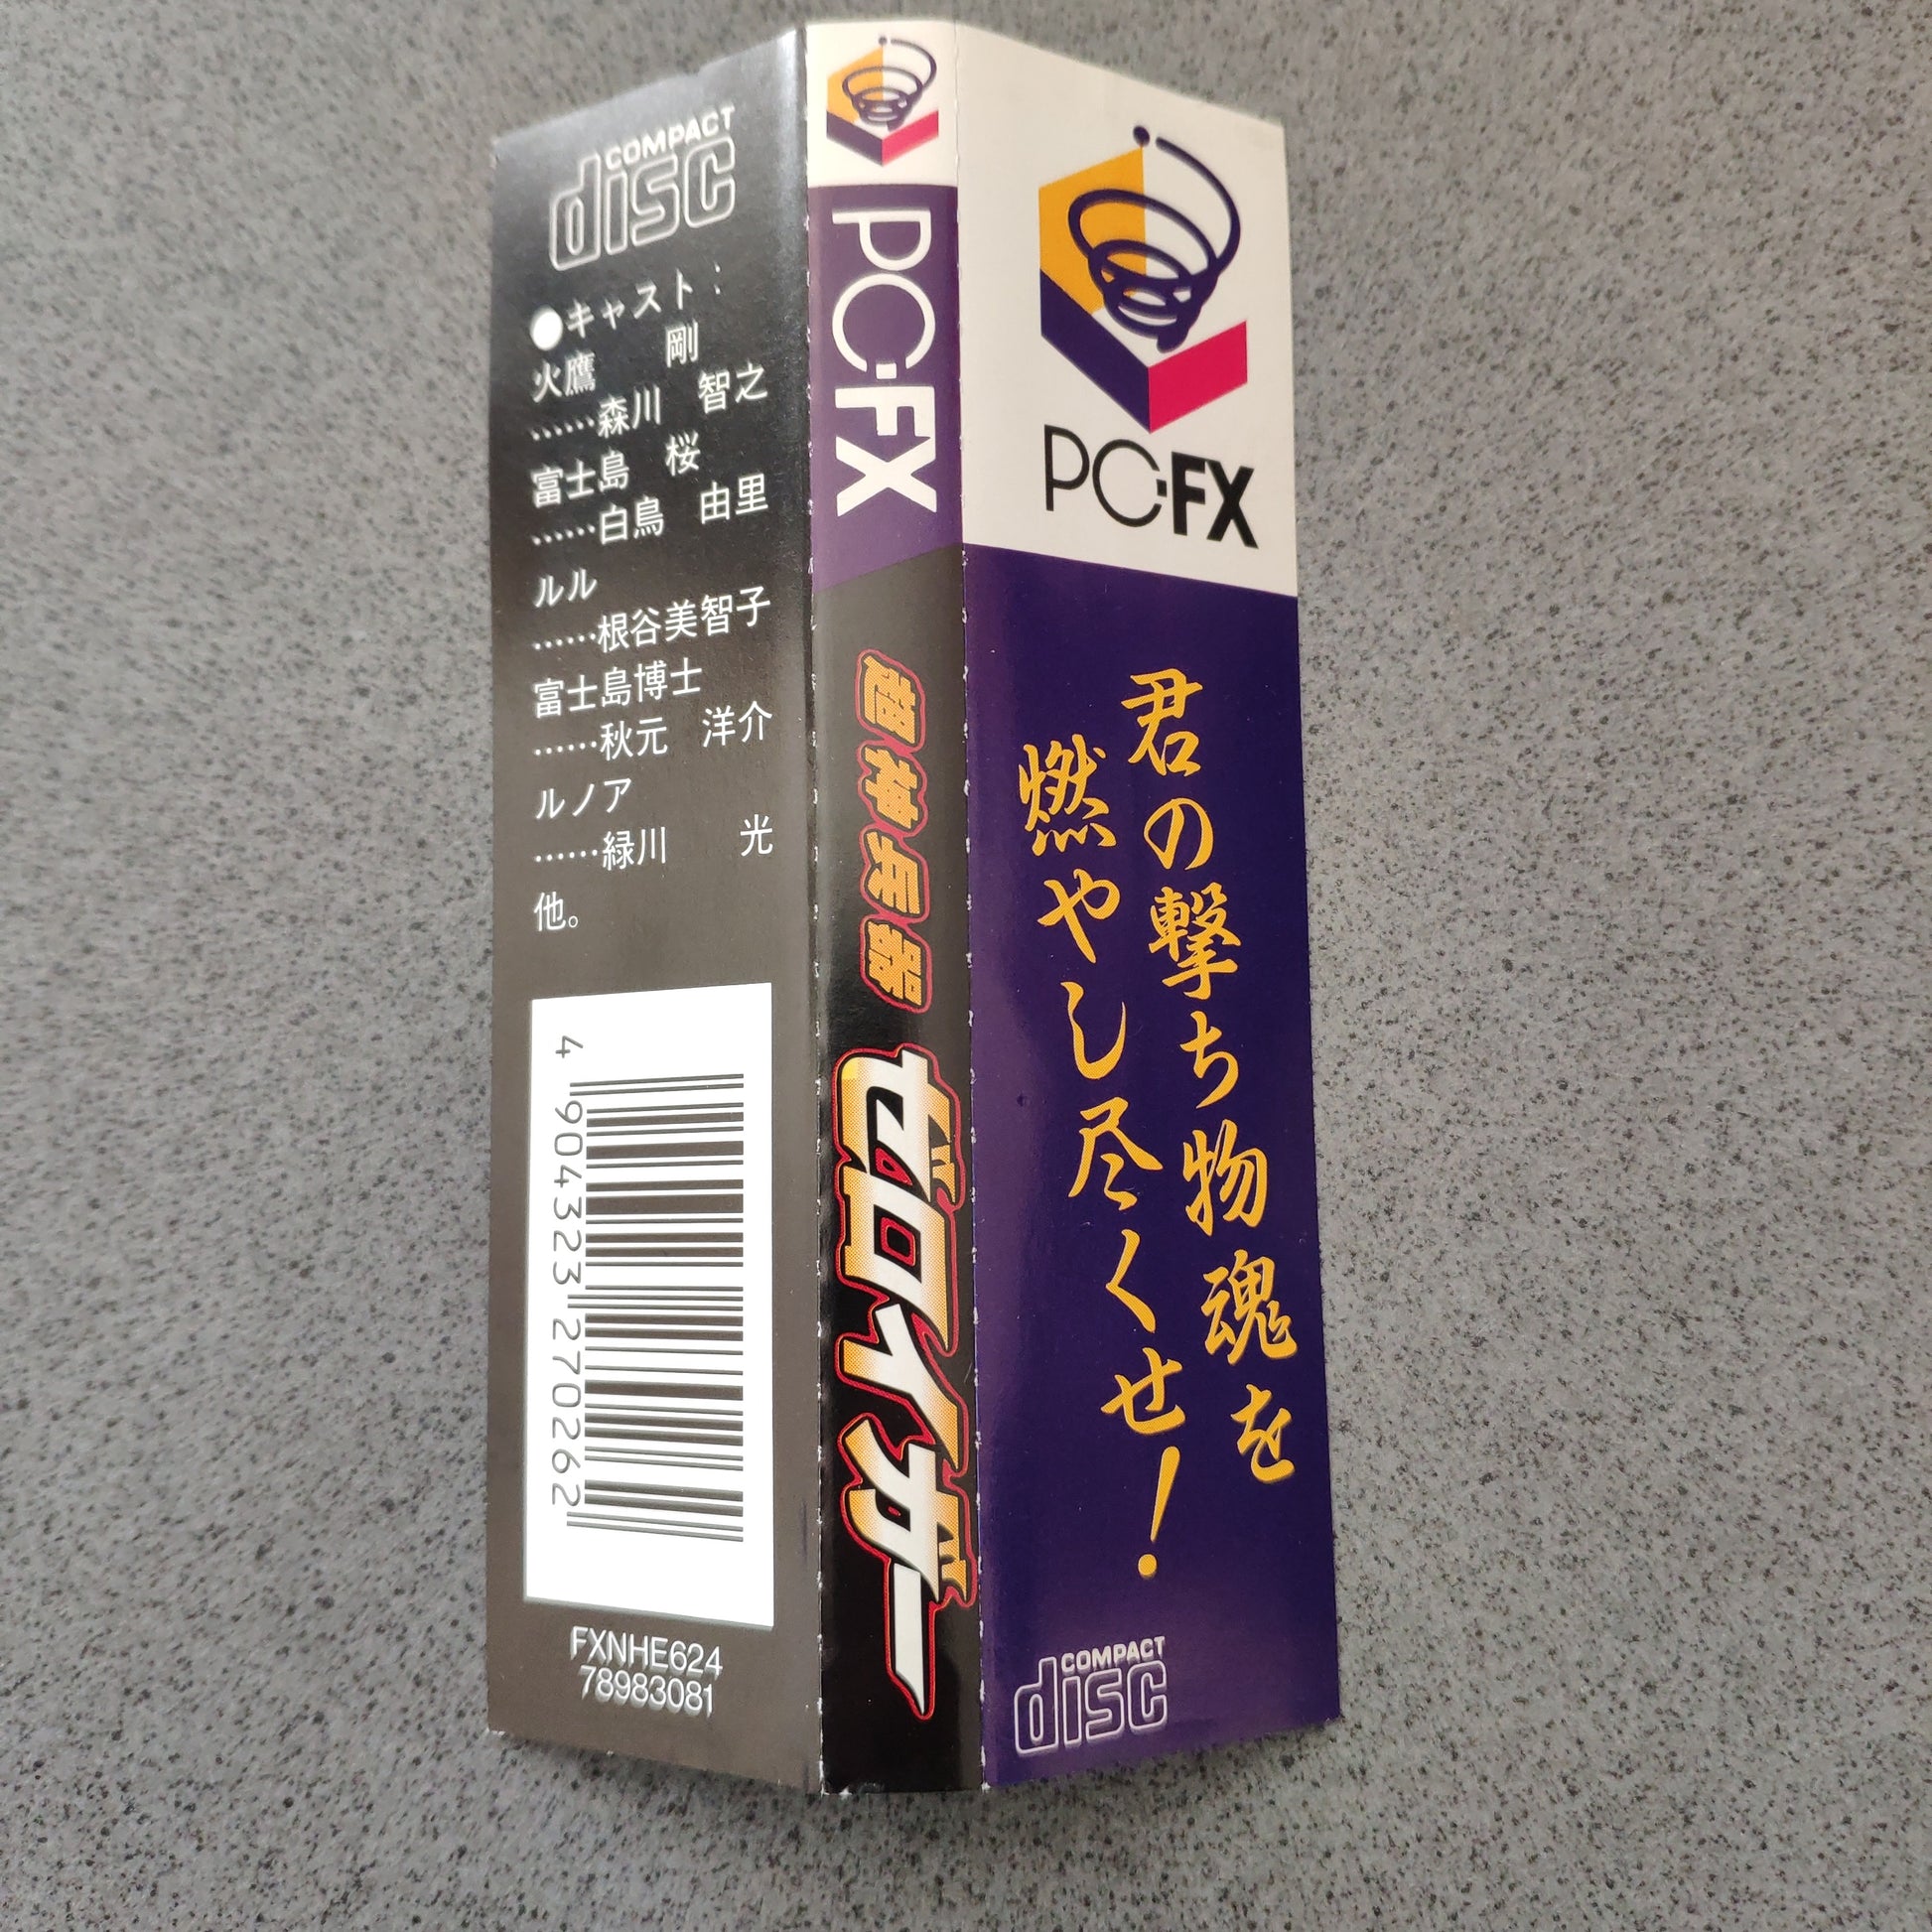 COMPACT
disc
●キャスト:
火鷹　剛
……森川　智之
富士島　桜
……白鳥　由里
ルル
……根谷美智子
富士島博士
……秋元　洋介
ルノア
……緑川　光
他。
4 904323 270262
FXNHE624
78983081
PC-FX
超神兵器
ゼロイガー
PC-FX
君の撃ち物魂を
燃やし尽くせ!
COMPACT
disc